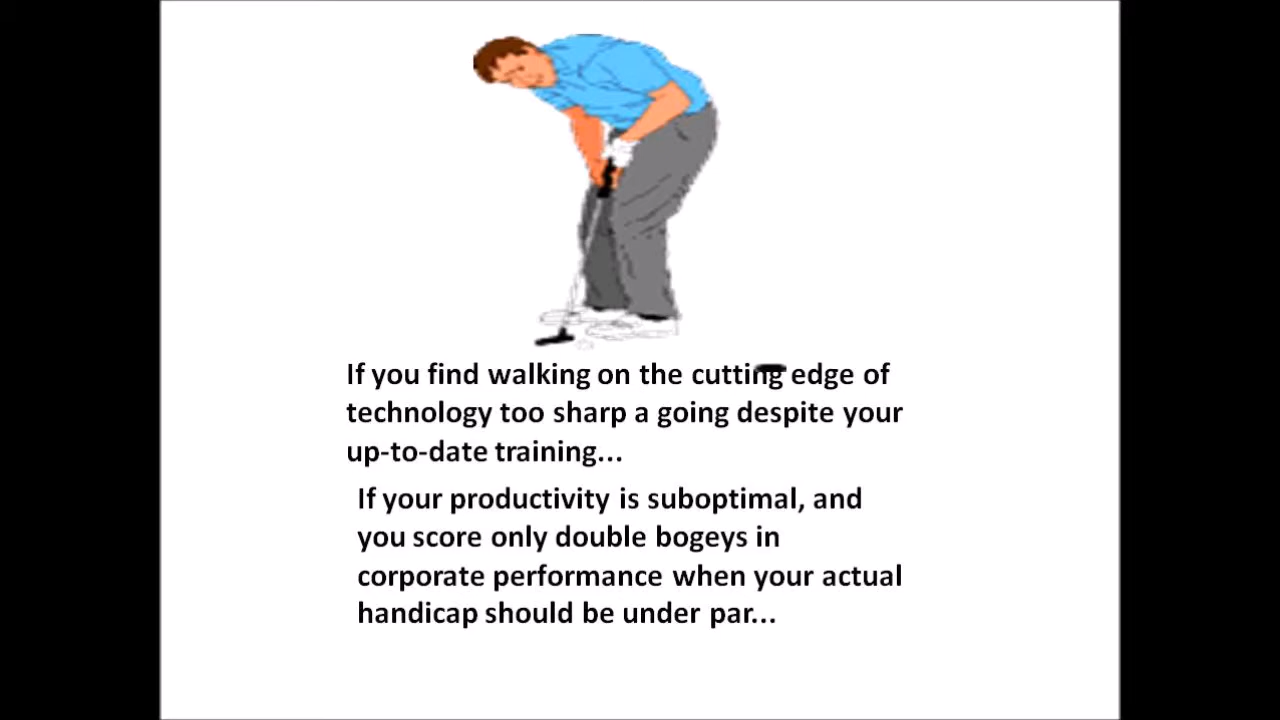 If you find walking on the cutting edge of
technology too sharp a going despite your
up-to-date training...
If your productivity is suboptimal, and
you score only double bogeys in
corporate performance when your actual
handicap should be under par...